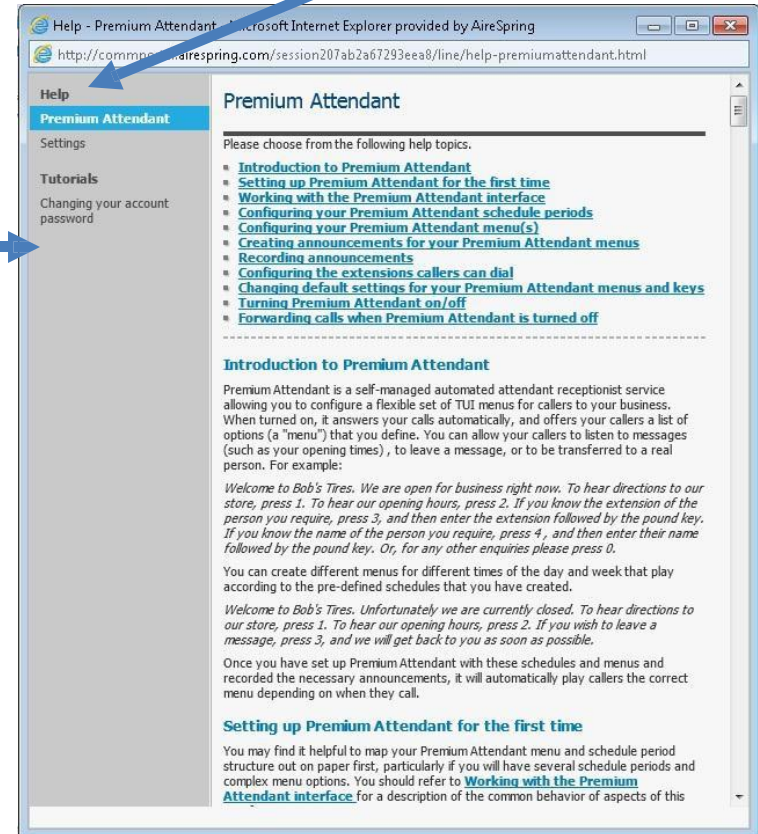 Help - Premium Attendant - Microsoft Internet Explorer provided by AireSpring
http://commpo airespring.com/session207ab2a67293eea8/line/help-premiumattendant.html
Help
Premium Attendant
Settings
Tutorials
Changing your account
password
Premium Attendant
Please choose from the following help topics.
Introduction to Premium Attendant
Setting up Premium Attendant for the first time
Working with the Premium Attendant interface
Configuring your Premium Attendant schedule periods
Configuring your Premium Attendant menu(s)
Creating announcements for your Premium Attendant menus
Recording announcements
Configuring the extensions callers can dial
Changing default settings for your Premium Attendant menus and keys
Turning Premium Attendant on/off
Forwarding calls when Premium Attendant is turned off
Introduction to Premium Attendant
Premium Attendant is a self-managed automated attendant receptionist service
allowing you to configure a flexible set of TUI menus for callers to your business.
When turned on, it answers your calls automatically, and offers your callers a list of
options (a "menu") that you define. You can allow your callers to listen to messages
(such as your opening times) , to leave a message, or to be transferred to a real
person. For example:
Welcome to Bob's Tires. We are open for business right now. To hear directions to our
store, press 1. To hear our opening hours, press 2. If you know the extension of the
person you require, press 3, and then enter the extension followed by the pound key.
If you know the name of the person you require, press 4 , and then enter their name
followed by the pound key. Or, for any other enquiries please press 0.
You can create different menus for different times of the day and week that play
according to the pre-defined schedules that you have created.
Welcome to Bob's Tires. Unfortunately we are currently closed. To hear directions to
our store, press 1. To hear our opening hours, press 2. If you wish to leave a
message, press 3, and we will get back to you as soon as possible.
Once you have set up Premium Attendant with these schedules and menus and
recorded the necessary announcements, it will automatically play callers the correct
menu depending on when they call.
Setting up Premium Attendant for the first time
You may find it helpful to map your Premium Attendant menu and schedule period
structure out on paper first, particularly if you will have several schedule periods and
complex menu options. You should refer to Working with the Premium
Attendant interface for a description of the common behavior of aspects of this